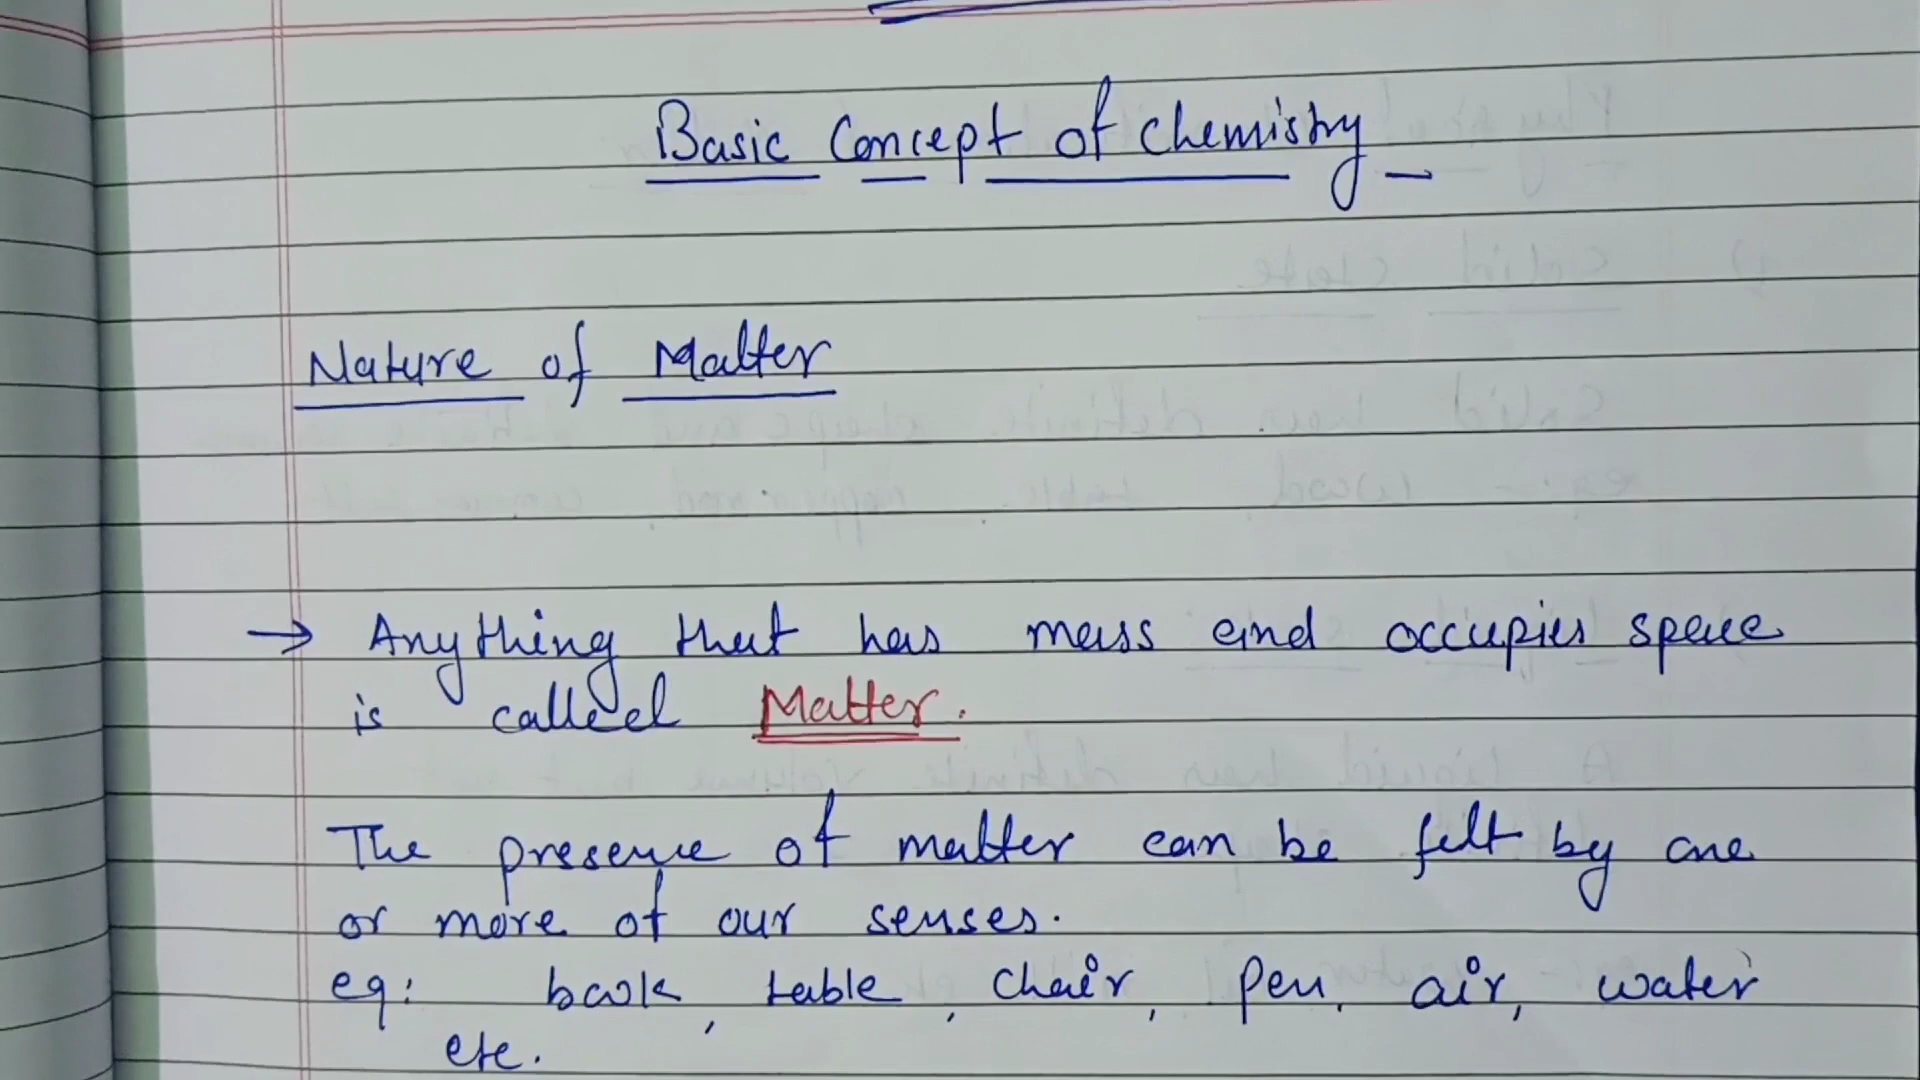 Basic Concept of Chemistry -
Nature of Matter
→ Anything that has mass and occupies space
is called Matter.
The presence of matter can be felt by one
or more of our senses.
eg: book, table, chair, pen, air, water
etc.